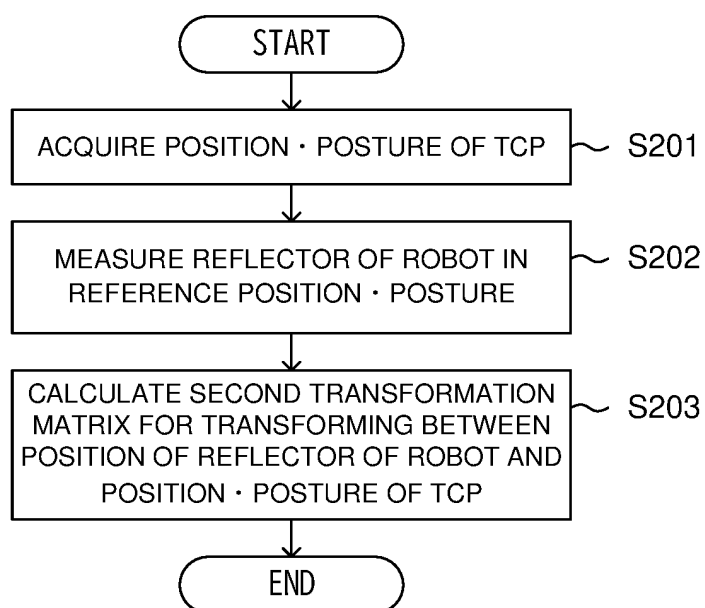 START
ACQUIRE POSITION・POSTURE OF TCP
S201
MEASURE REFLECTOR OF ROBOT IN
REFERENCE POSITION・POSTURE
S202
CALCULATE SECOND TRANSFORMATION
MATRIX FOR TRANSFORMING BETWEEN
POSITION OF REFLECTOR OF ROBOT AND
POSITION・POSTURE OF TCP
S203
END